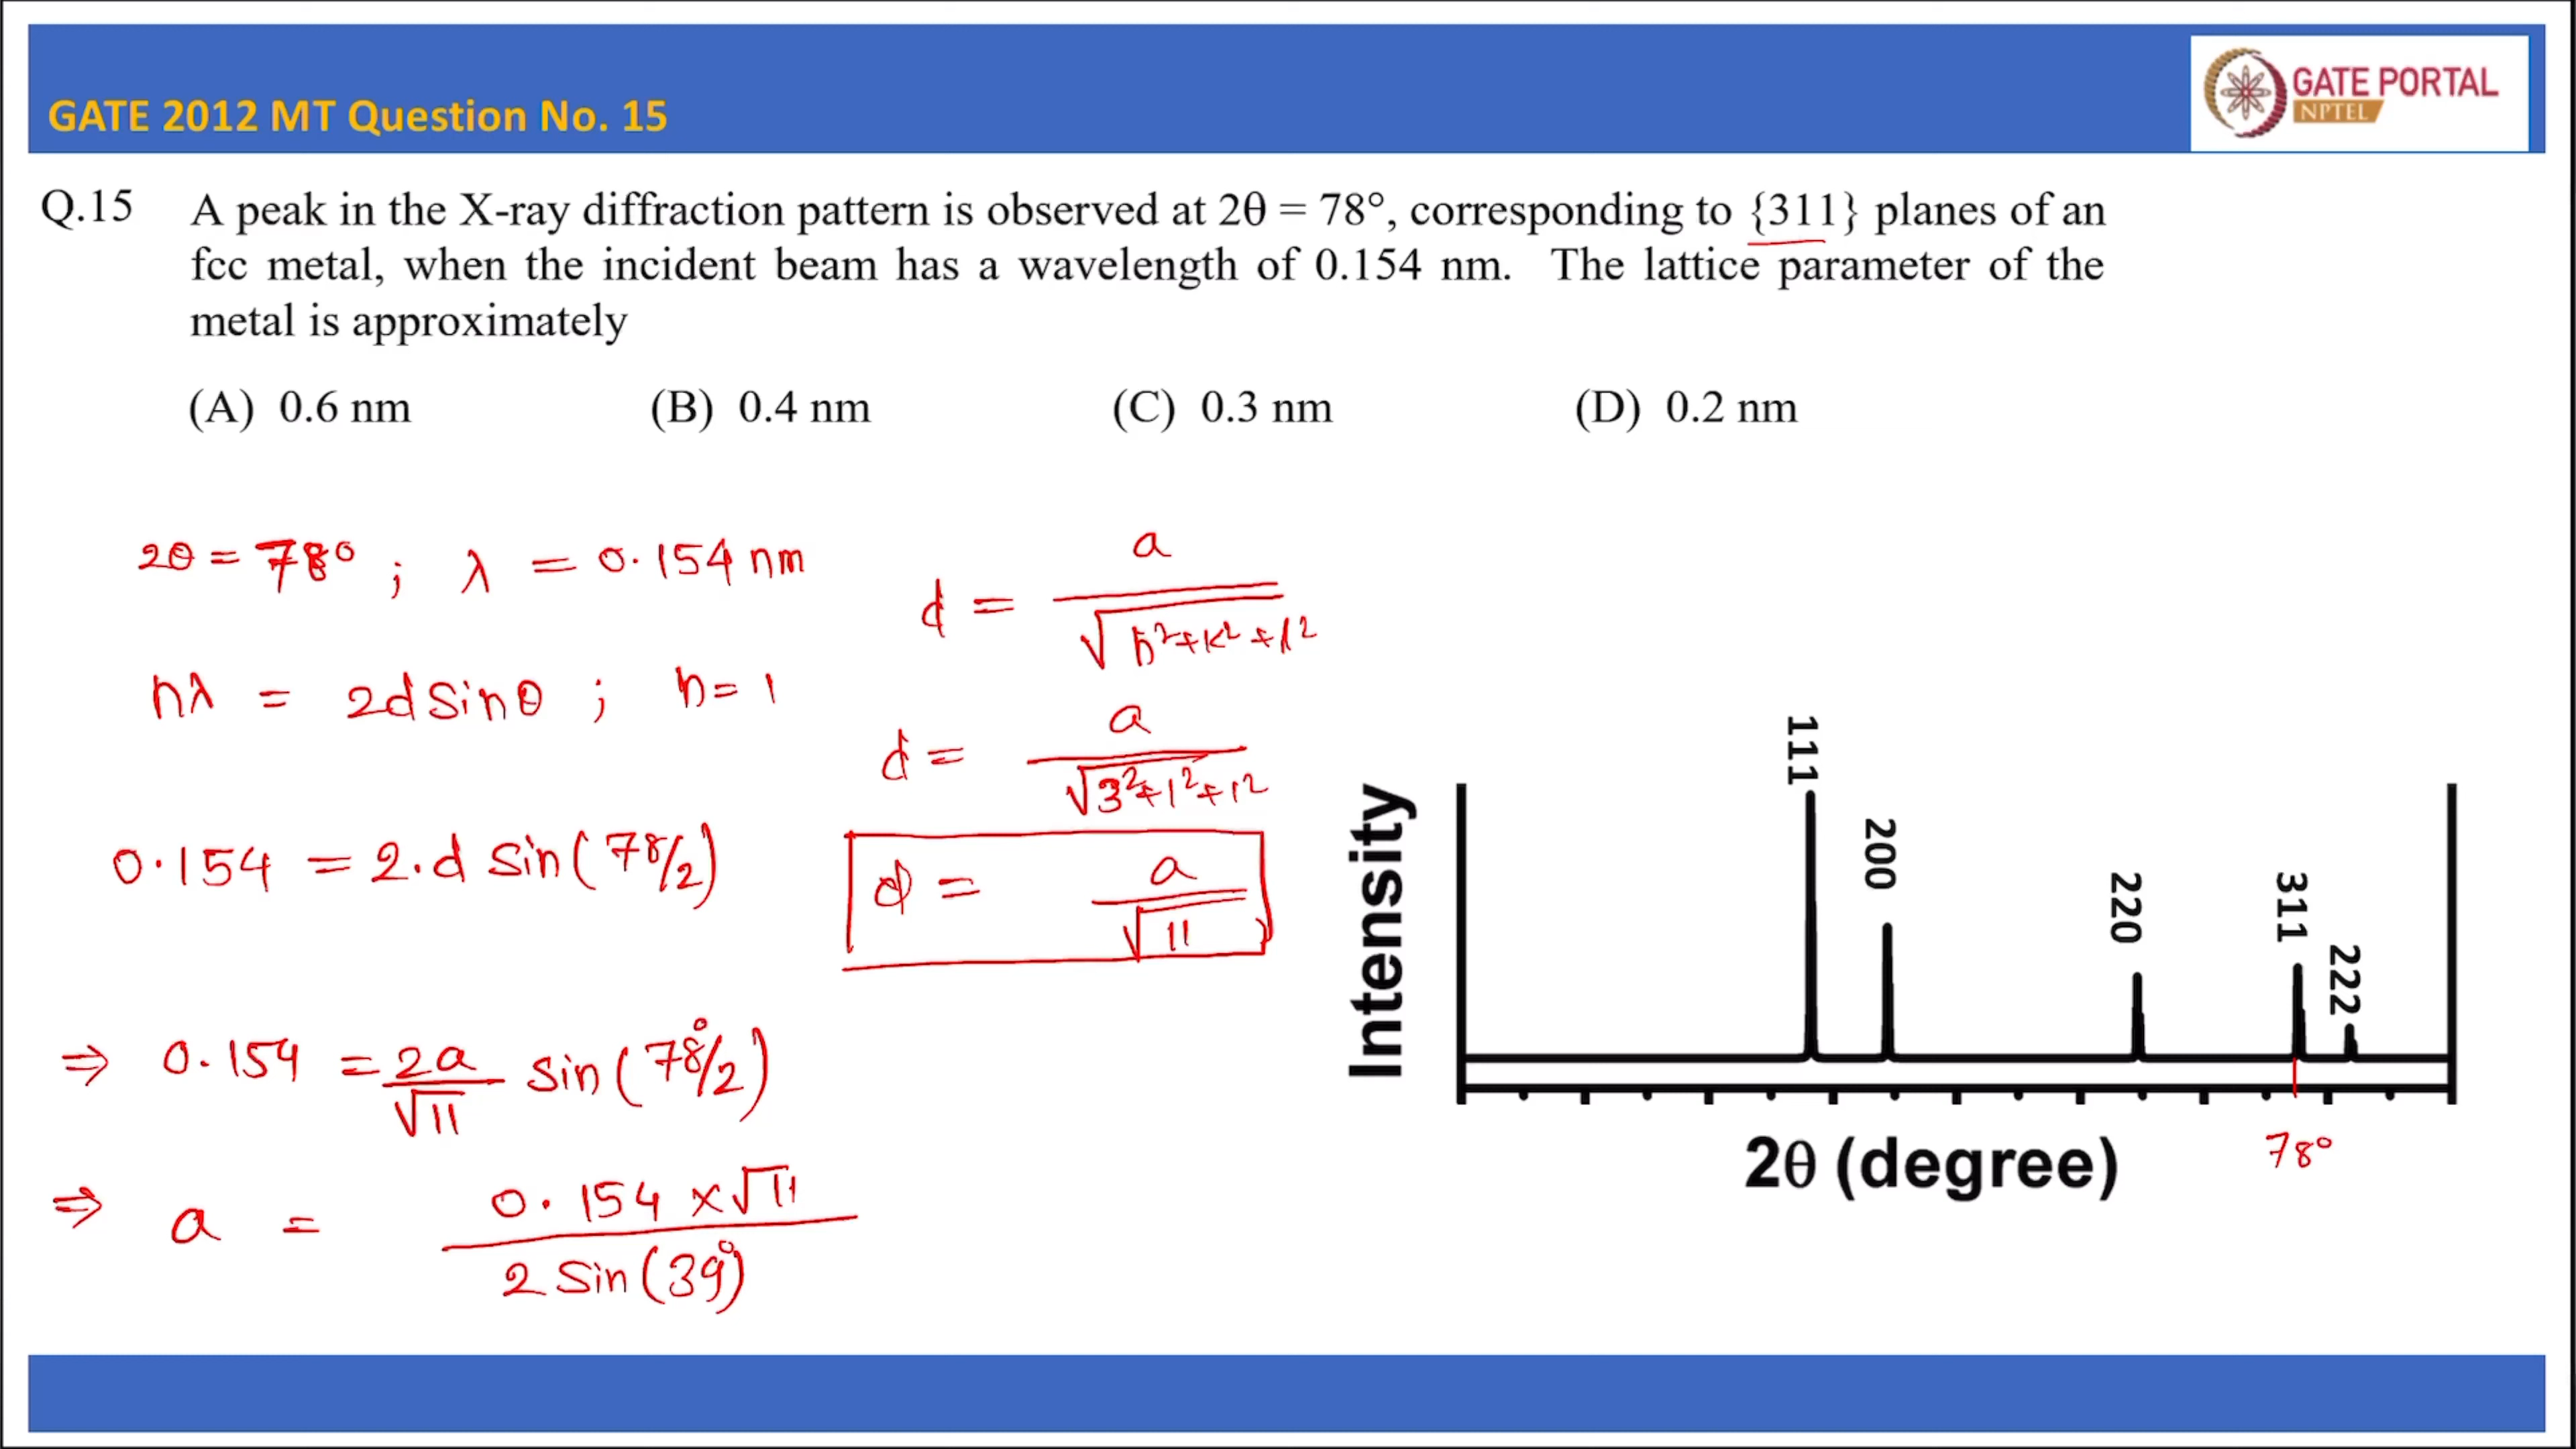 GATE 2012 MT Question No. 15
GATE PORTAL
NPTEL
Q.15 A peak in the X-ray diffraction pattern is observed at 2θ = 78°, corresponding to {311} planes of an
fcc metal, when the incident beam has a wavelength of 0.154 nm. The lattice parameter of the
metal is approximately
(A) 0.6 nm (B) 0.4 nm (C) 0.3 nm (D) 0.2 nm
2θ = 78° ; λ = 0.154 nm
nλ = 2d Sinθ ; n = 1
0.154 = 2.d Sin(78/2)
⇒ 0.154 = 2a/√11 Sin(78°/2)
⇒ a = 0.154 × √11 / 2 Sin(39°)
d = a/√h²+k²+l²
d = a/√3²+1²+1²
d = a/√11
Intensity
111
200
220
311
222
2θ (degree)
78°